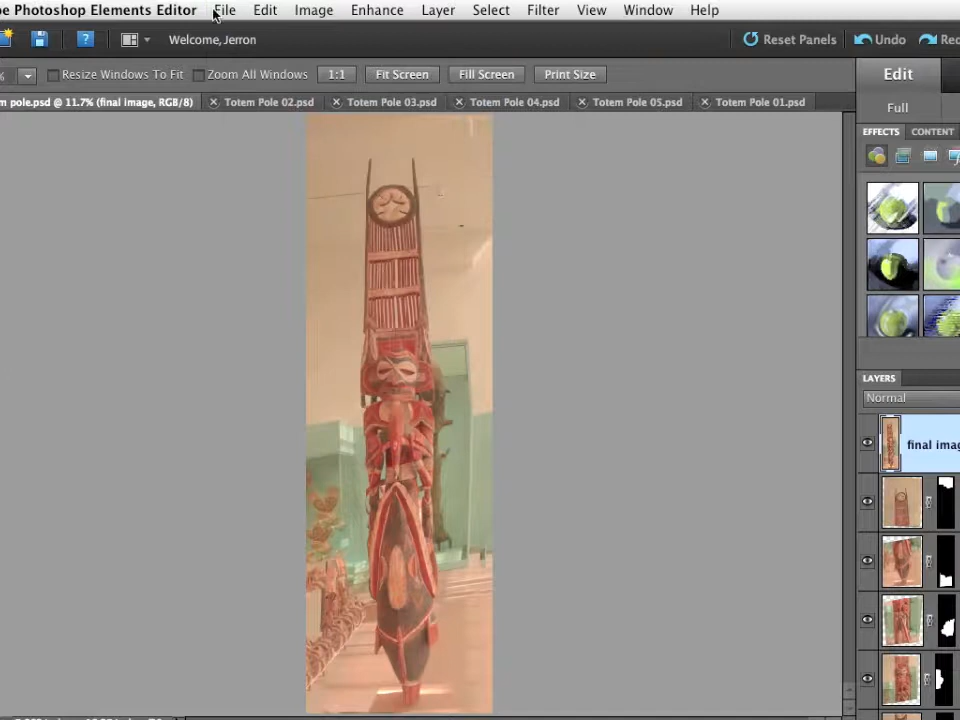 Photoshop Elements Editor File Edit Image Enhance Layer Select Filter View Window Help
? Welcome, Jerron Reset Panels Undo
% Resize Windows To Fit Zoom All Windows 1:1 Fit Screen Fill Screen Print Size Edit
pole.psd @ 11.7% (final image, RGB/8) Totem Pole 02.psd Totem Pole 03.psd Totem Pole 04.psd Totem Pole 05.psd Totem Pole 01.psd Full
EFFECTS CONTENT
LAYERS
Normal
final